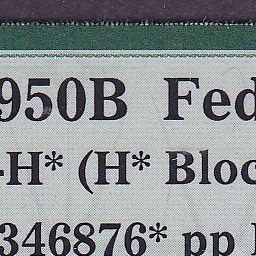 950B Fed
-H* (H* Bloc
346876* pp